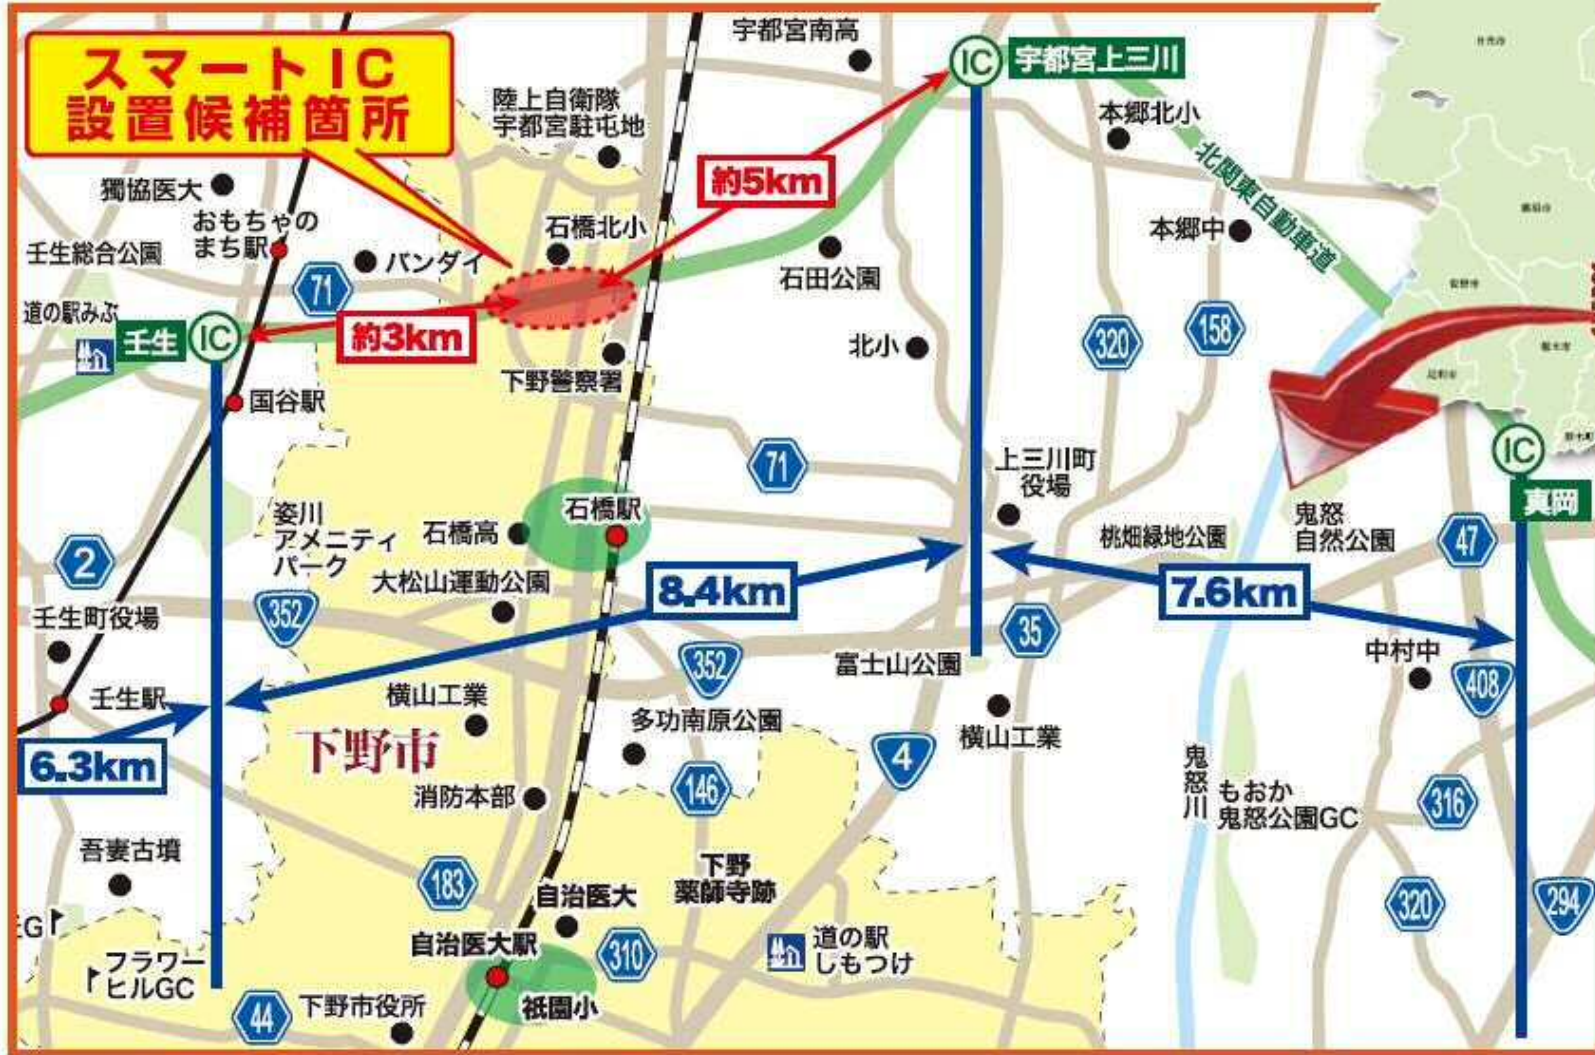 スマートIC
設置候補箇所
宇都宮南高
IC
宇都宮上三川
陸上自衛隊
宇都宮駐屯地
本郷北小
北関東自動車道
約5km
獨協医大
おもちゃの
まち駅
石橋北小
本郷中
壬生総合公園
バンダイ
石田公園
71
道の駅みぶ
壬生
IC
約3km
下野警察署
北小
320
158
国谷駅
IC
真岡
71
上三川町
役場
姿川
アメニティ
パーク
石橋高
石橋駅
桃畑緑地公園
鬼怒
自然公園
47
2
大松山運動公園
8.4km
7.6km
352
壬生町役場
35
352
富士山公園
中村中
408
壬生駅
横山工業
多功南原公園
横山工業
6.3km
下野市
4
鬼怒川
消防本部
146
もおか
鬼怒公園GC
316
吾妻古墳
183
下野
薬師寺跡
自治医大
320
294
フラワー
ヒルGC
自治医大駅
310
道の駅
しもつけ
祇園小
44
下野市役所